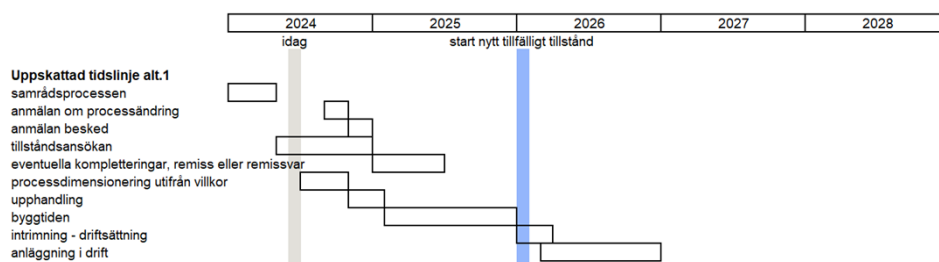 2024 2025 2026 2027 2028
idag start nytt tillfälligt tillstånd
Uppskattad tidslinje alt.1
samrådsprocessen
anmälan om processändring
anmälan besked
tillståndsansökan
eventuella kompletteringar, remiss eller remissvar
processdimensionering utifrån villkor
upphandling
byggtiden
intrimning - driftsättning
anläggning i drift